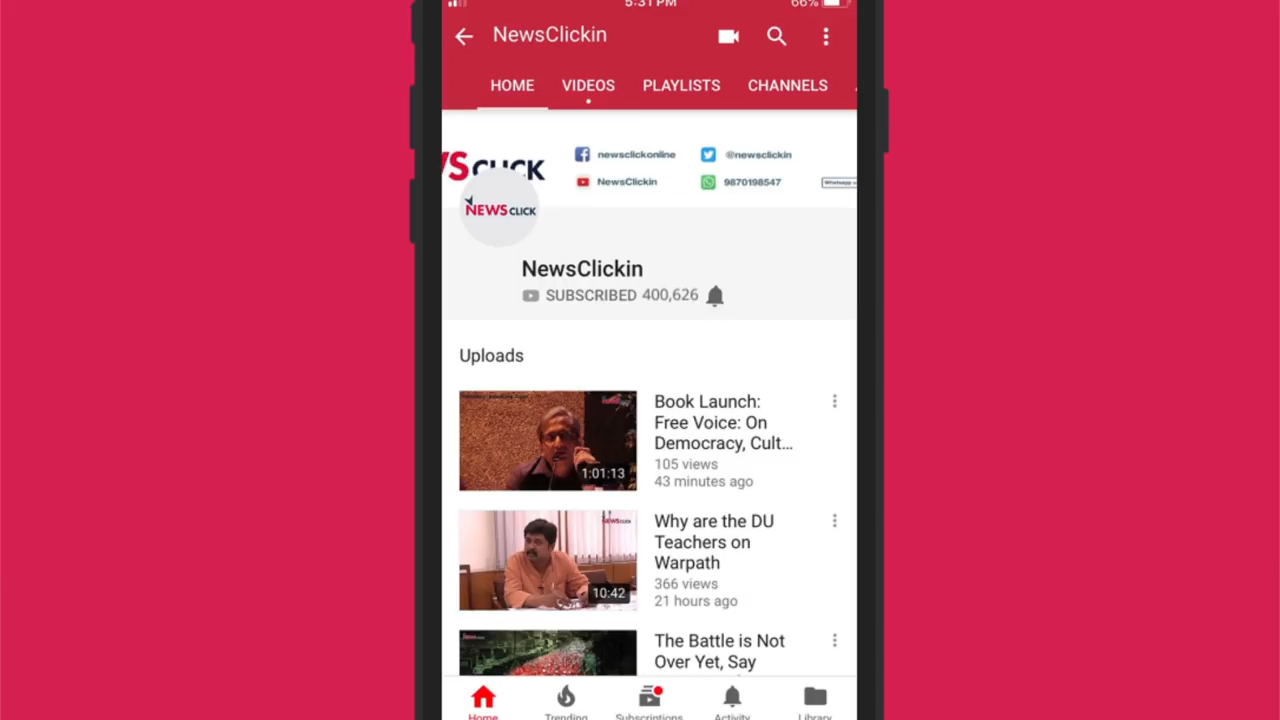 5:31 PM
66%
NewsClickin
HOME
VIDEOS
PLAYLISTS
CHANNELS
CLICK
newsclickonline
@newsclickin
NewsClickin
9870198547
Whatsapp
NEWS CLICK
NewsClickin
SUBSCRIBED 400,626
Uploads
1:01:13
Book Launch:
Free Voice: On
Democracy, Cult...
105 views
43 minutes ago
NEWSCLICK
10:42
Why are the DU
Teachers on
Warpath
366 views
21 hours ago
The Battle is Not
Over Yet, Say
Home
Trending
Subscriptions
Activity
Library